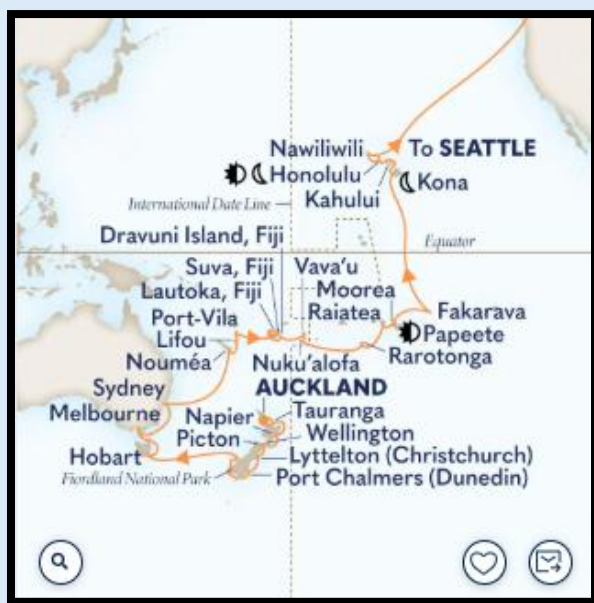 Nawiliwili
To SEATTLE
Honolulu
Kona
Kahului
International Date Line
Dravuni Island, Fiji
Equator
Suva, Fiji
Vava'u
Lautoka, Fiji
Moorea
Port-Vila
Raiatea
Fakarava
Lifou
Papeete
Nouméa
Nuku'alofa
Rarotonga
Sydney
AUCKLAND
Melbourne
Napier
Tauranga
Picton
Wellington
Hobart
Lyttelton (Christchurch)
Fiordland National Park
Port Chalmers (Dunedin)